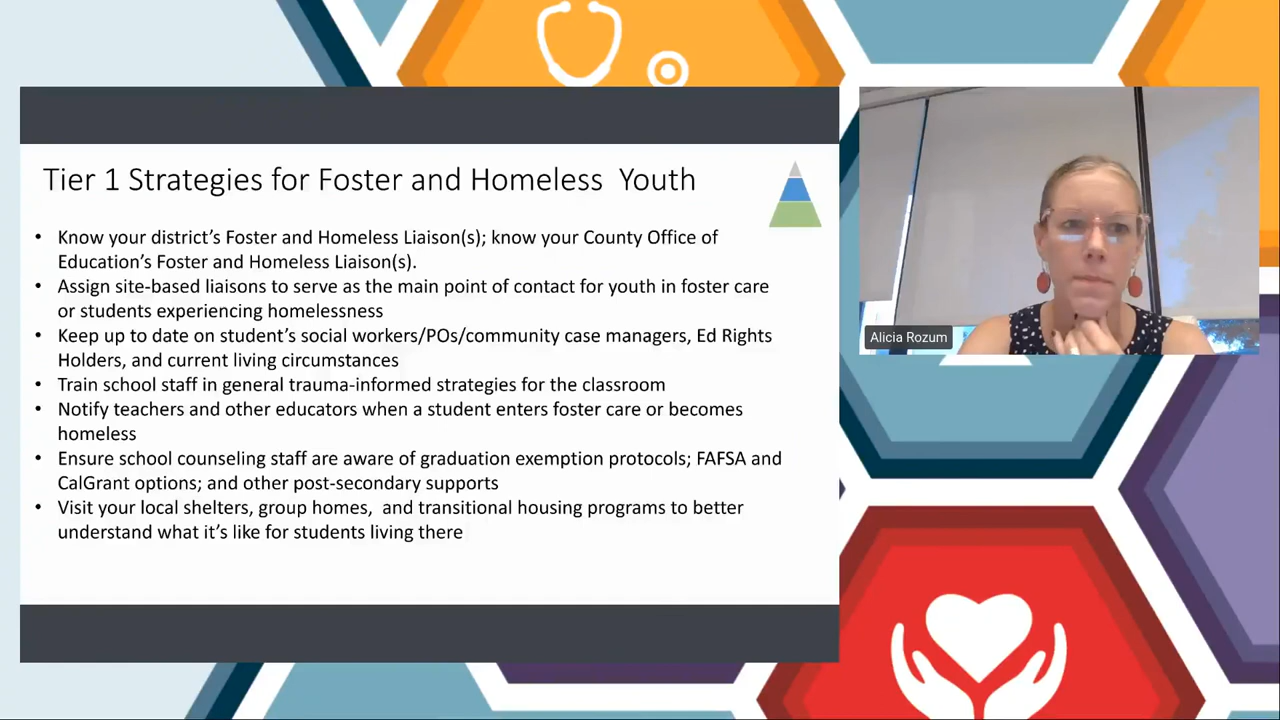 Tier 1 Strategies for Foster and Homeless  Youth
• Know your district’s Foster and Homeless Liaison(s); know your County Office of
Education’s Foster and Homeless Liaison(s).
• Assign site-based liaisons to serve as the main point of contact for youth in foster care
or students experiencing homelessness
• Keep up to date on student’s social workers/POs/community case managers, Ed Rights
Holders, and current living circumstances
• Train school staff in general trauma-informed strategies for the classroom
• Notify teachers and other educators when a student enters foster care or becomes
homeless
• Ensure school counseling staff are aware of graduation exemption protocols; FAFSA and
CalGrant options; and other post-secondary supports
• Visit your local shelters, group homes,  and transitional housing programs to better
understand what it’s like for students living there
Alicia Rozum